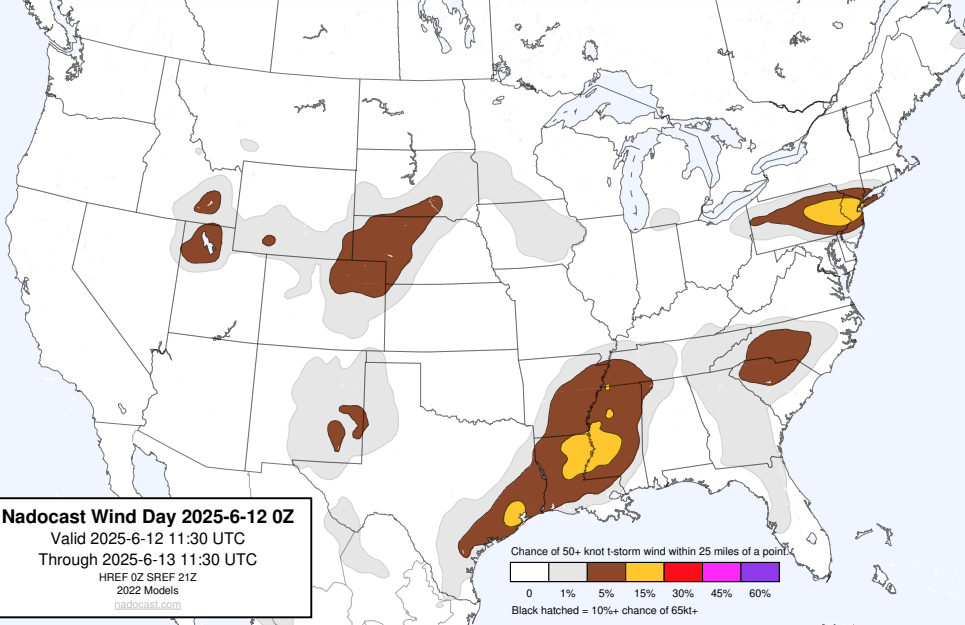 Nadocast Wind Day 2025-6-12 0Z
Valid 2025-6-12 11:30 UTC
Through 2025-6-13 11:30 UTC
HREF 0Z SREF 21Z
2022 Models
nadocast.com
Chance of 50+ knot t-storm wind within 25 miles of a point.
0 1% 5% 15% 30% 45% 60%
Black hatched = 10%+ chance of 65kt+